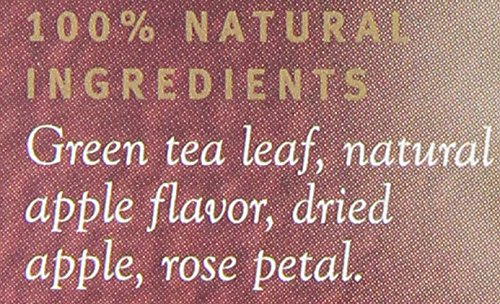 100% NATURAL
INGREDIENTS
Green tea leaf, natural
apple flavor, dried
apple, rose petal.